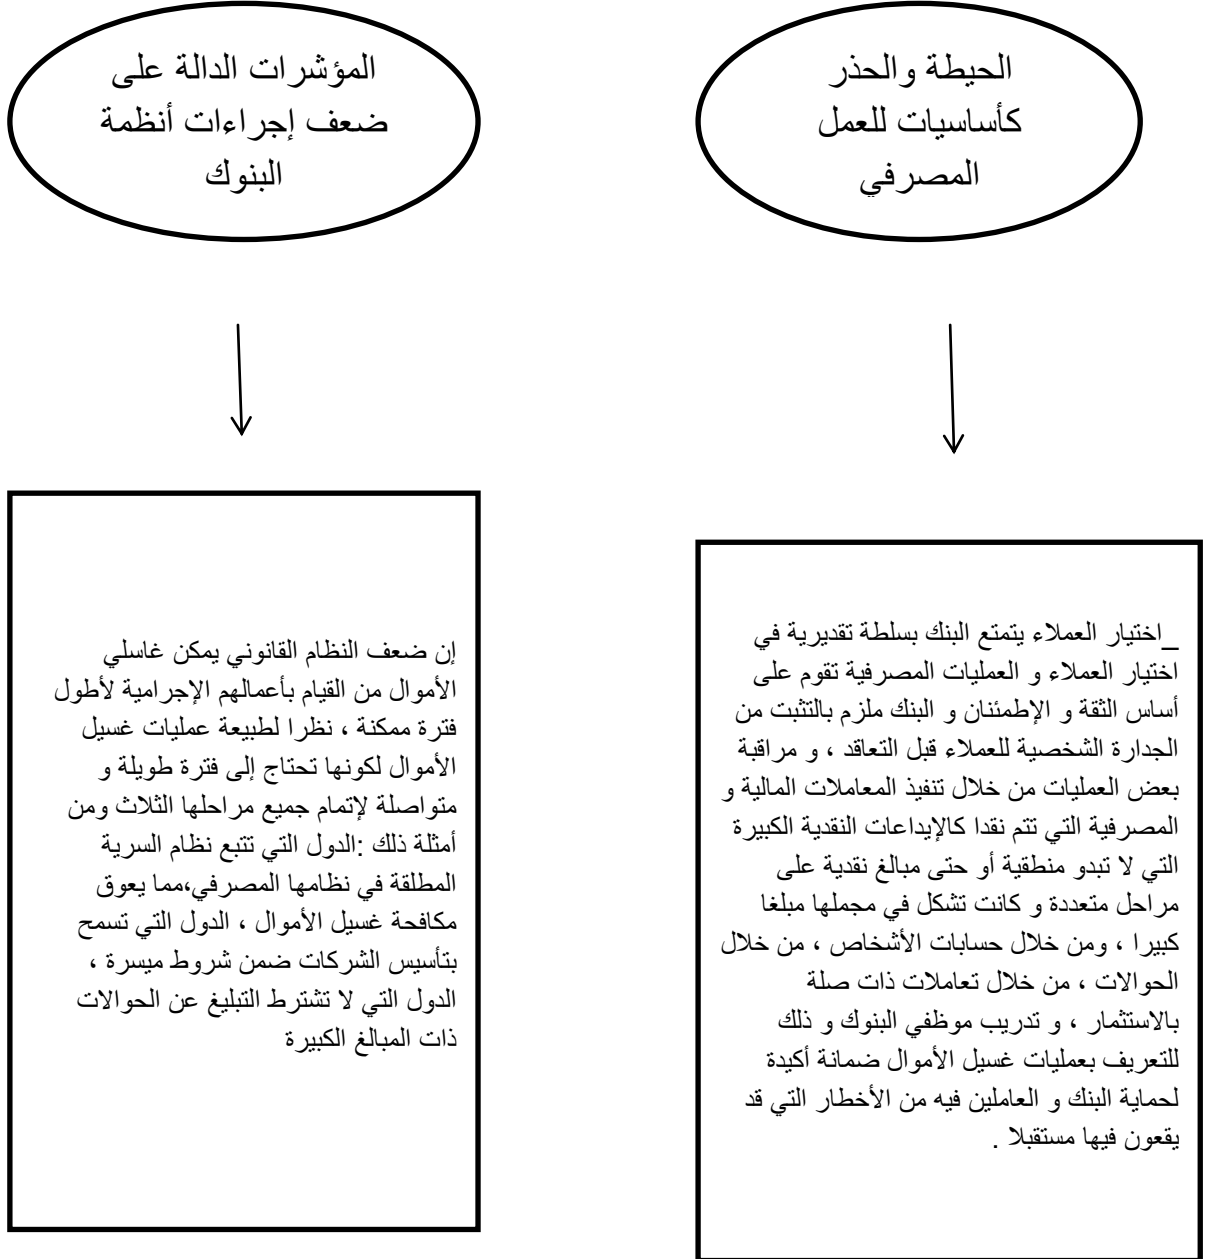 الحيطة والحذر
كأساسيات للعمل
المصرفي
_اختيار العملاء يتمتع البنك بسلطة تقديرية في
اختيار العملاء و العمليات المصرفية تقوم على
أساس الثقة و الإطمئنان و البنك ملزم بالتثبت من
الجدارة الشخصية للعملاء قبل التعاقد ، و مراقبة
بعض العمليات من خلال تنفيذ المعاملات المالية و
المصرفية التي تتم نقدا كالإيداعات النقدية الكبيرة
التي لا تبدو منطقية أو حتى مبالغ نقدية على
مراحل متعددة و كانت تشكل في مجملها مبلغا
كبيرا ، ومن خلال حسابات الأشخاص ، من خلال
الحوالات ، من خلال تعاملات ذات صلة
بالاستثمار ، و تدريب موظفي البنوك و ذلك
للتعريف بعمليات غسيل الأموال ضمانة أكيدة
لحماية البنك و العاملين فيه من الأخطار التي قد
يقعون فيها مستقبلا .
المؤشرات الدالة على
ضعف إجراءات أنظمة
البنوك
إن ضعف النظام القانوني يمكن غاسلي
الأموال من القيام بأعمالهم الإجرامية لأطول
فترة ممكنة ، نظرا لطبيعة عمليات غسيل
الأموال لكونها تحتاج إلى فترة طويلة و
متواصلة لإتمام جميع مراحلها الثلاث ومن
أمثلة ذلك :الدول التي تتبع نظام السرية
المطلقة في نظامها المصرفي،مما يعوق
مكافحة غسيل الأموال ، الدول التي تسمح
بتأسيس الشركات ضمن شروط ميسرة ،
الدول التي لا تشترط التبليغ عن الحوالات
ذات المبالغ الكبيرة